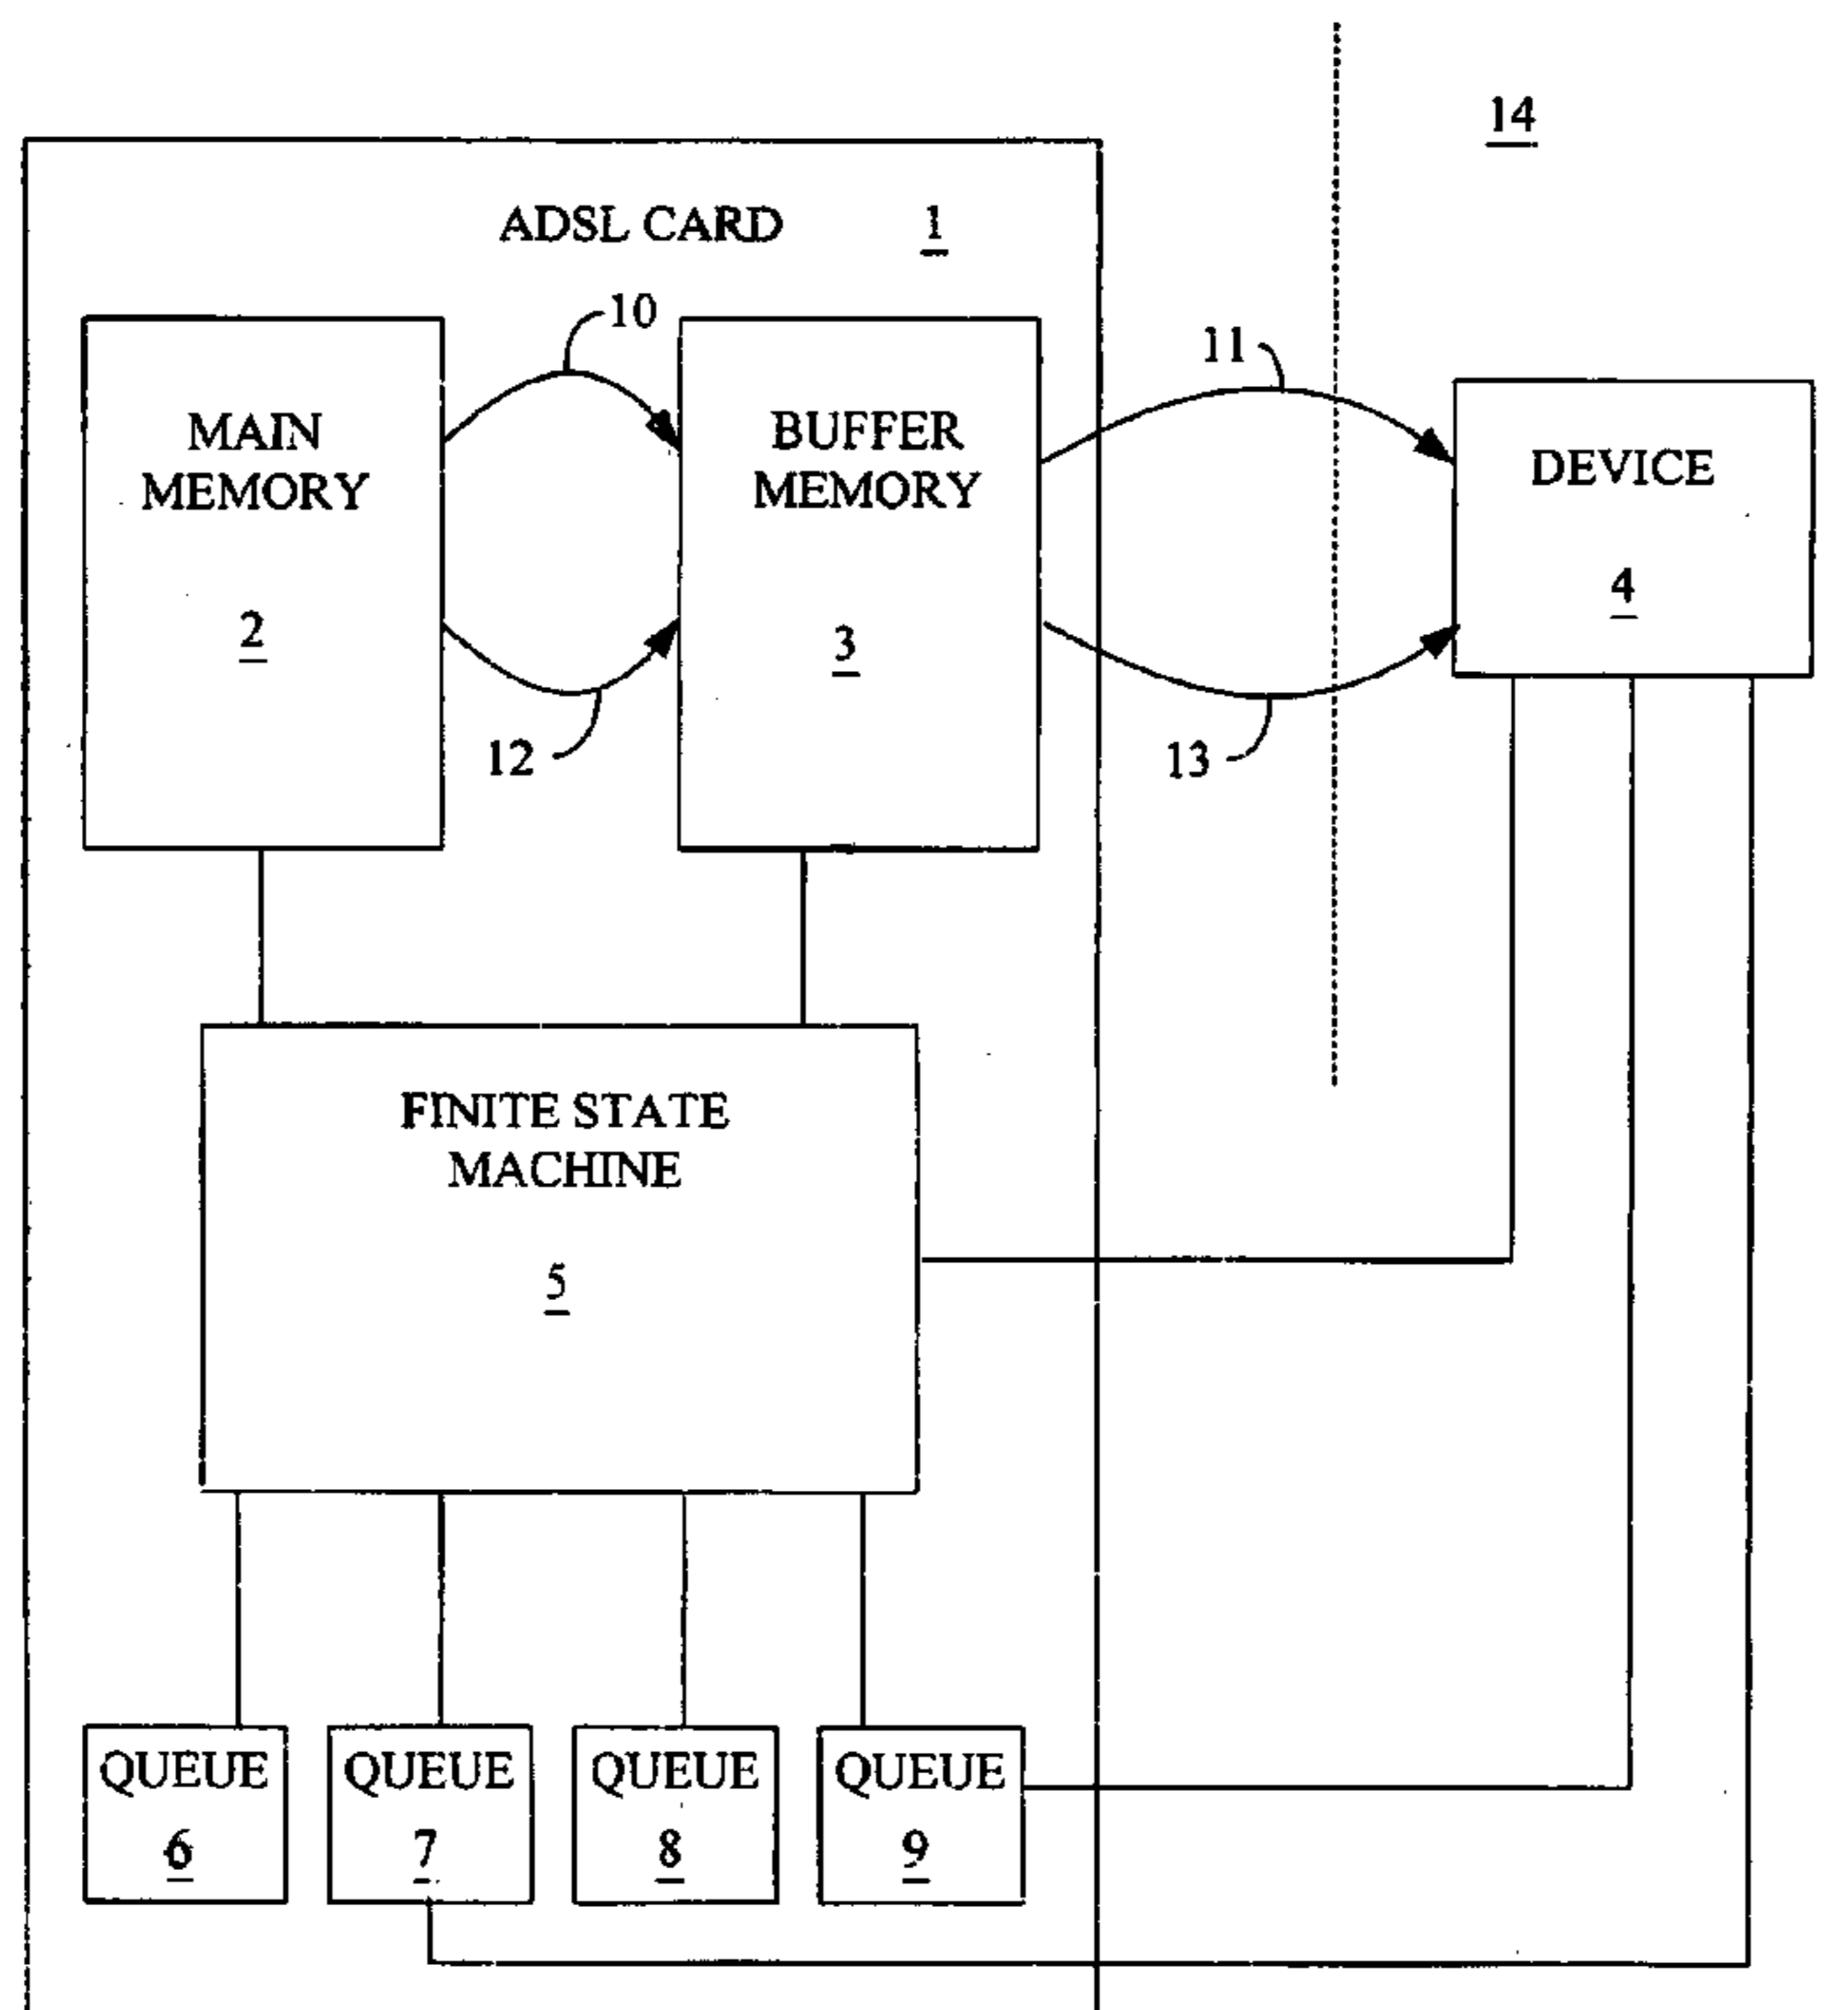 14
ADSL CARD 1
10
11
MAIN
MEMORY
2
BUFFER
MEMORY
3
DEVICE
4
12
13
FINITE STATE
MACHINE
5
QUEUE
6
QUEUE
7
QUEUE
8
QUEUE
9